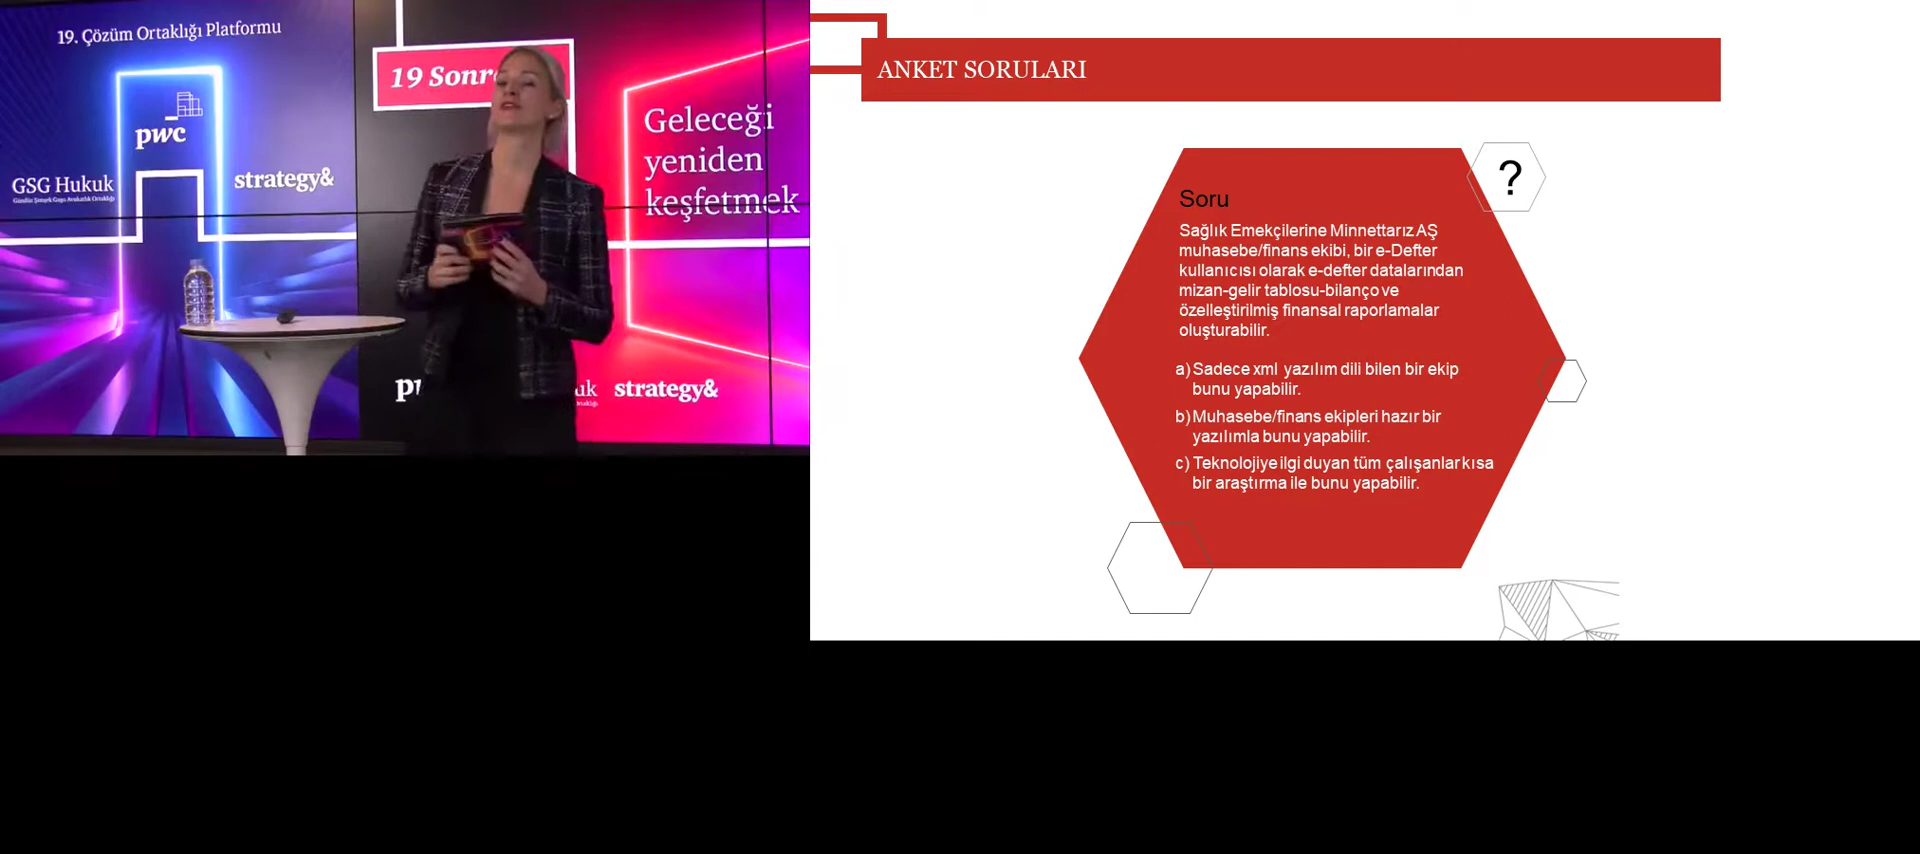 19. Çözüm Ortaklığı Platformu
pwc
GSG Hukuk
strategy&
19 Sonr
Geleceği
yeniden
keşfetmek
uk
strategy&
ANKET SORULARI
?
Soru
Sağlık Emekçilerine Minnettarız AŞ
muhasebe/finans ekibi, bir e-Defter
kullanıcısı olarak e-defter datalarından
mizan-gelir tablosu-bilanço ve
özelleştirilmiş finansal raporlamalar
oluşturabilir.
a) Sadece xml yazılım dili bilen bir ekip
bunu yapabilir.
b) Muhasebe/finans ekipleri hazır bir
yazılımla bunu yapabilir.
c) Teknolojiye ilgi duyan tüm çalışanlar kısa
bir araştırma ile bunu yapabilir.